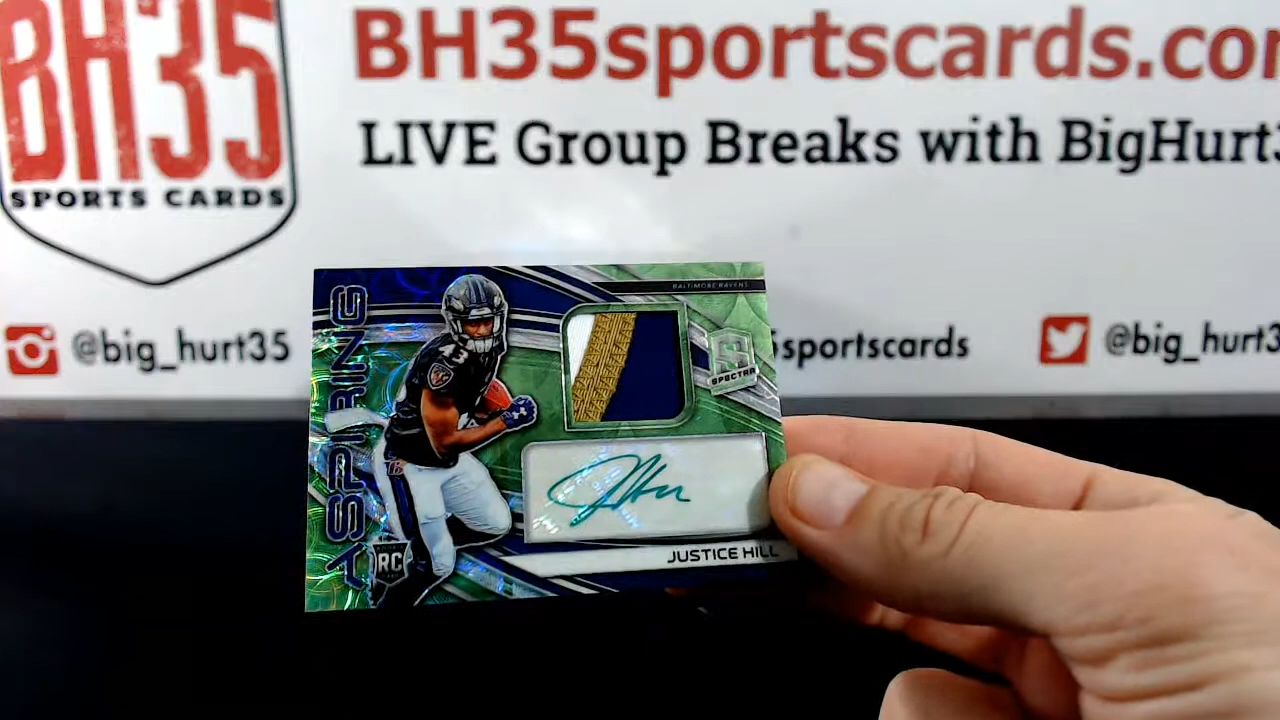 BH35
SPORTS CARDS
BH35sportscards.co
LIVE Group Breaks with BigHurt
@big_hurt35
sportscards
@big_hurt3
BALTIMORE RAVENS
ASPIRING
43
SPECTRA
JUSTICE HILL
RC